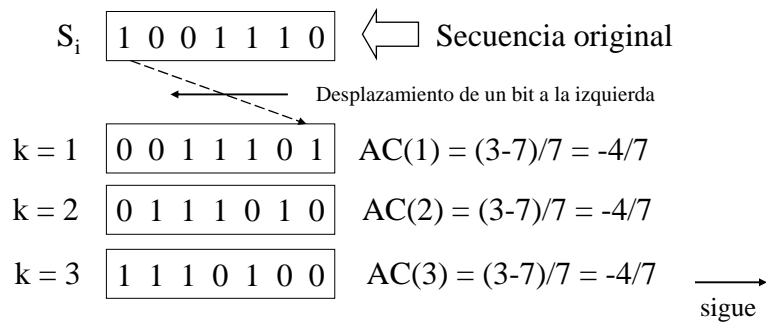 Sᵢ 1 0 0 1 1 1 0 Secuencia original
Desplazamiento de un bit a la izquierda
k = 1 0 0 1 1 1 0 1 AC(1) = (3-7)/7 = -4/7
k = 2 0 1 1 1 0 1 0 AC(2) = (3-7)/7 = -4/7
k = 3 1 1 1 0 1 0 0 AC(3) = (3-7)/7 = -4/7
sigue